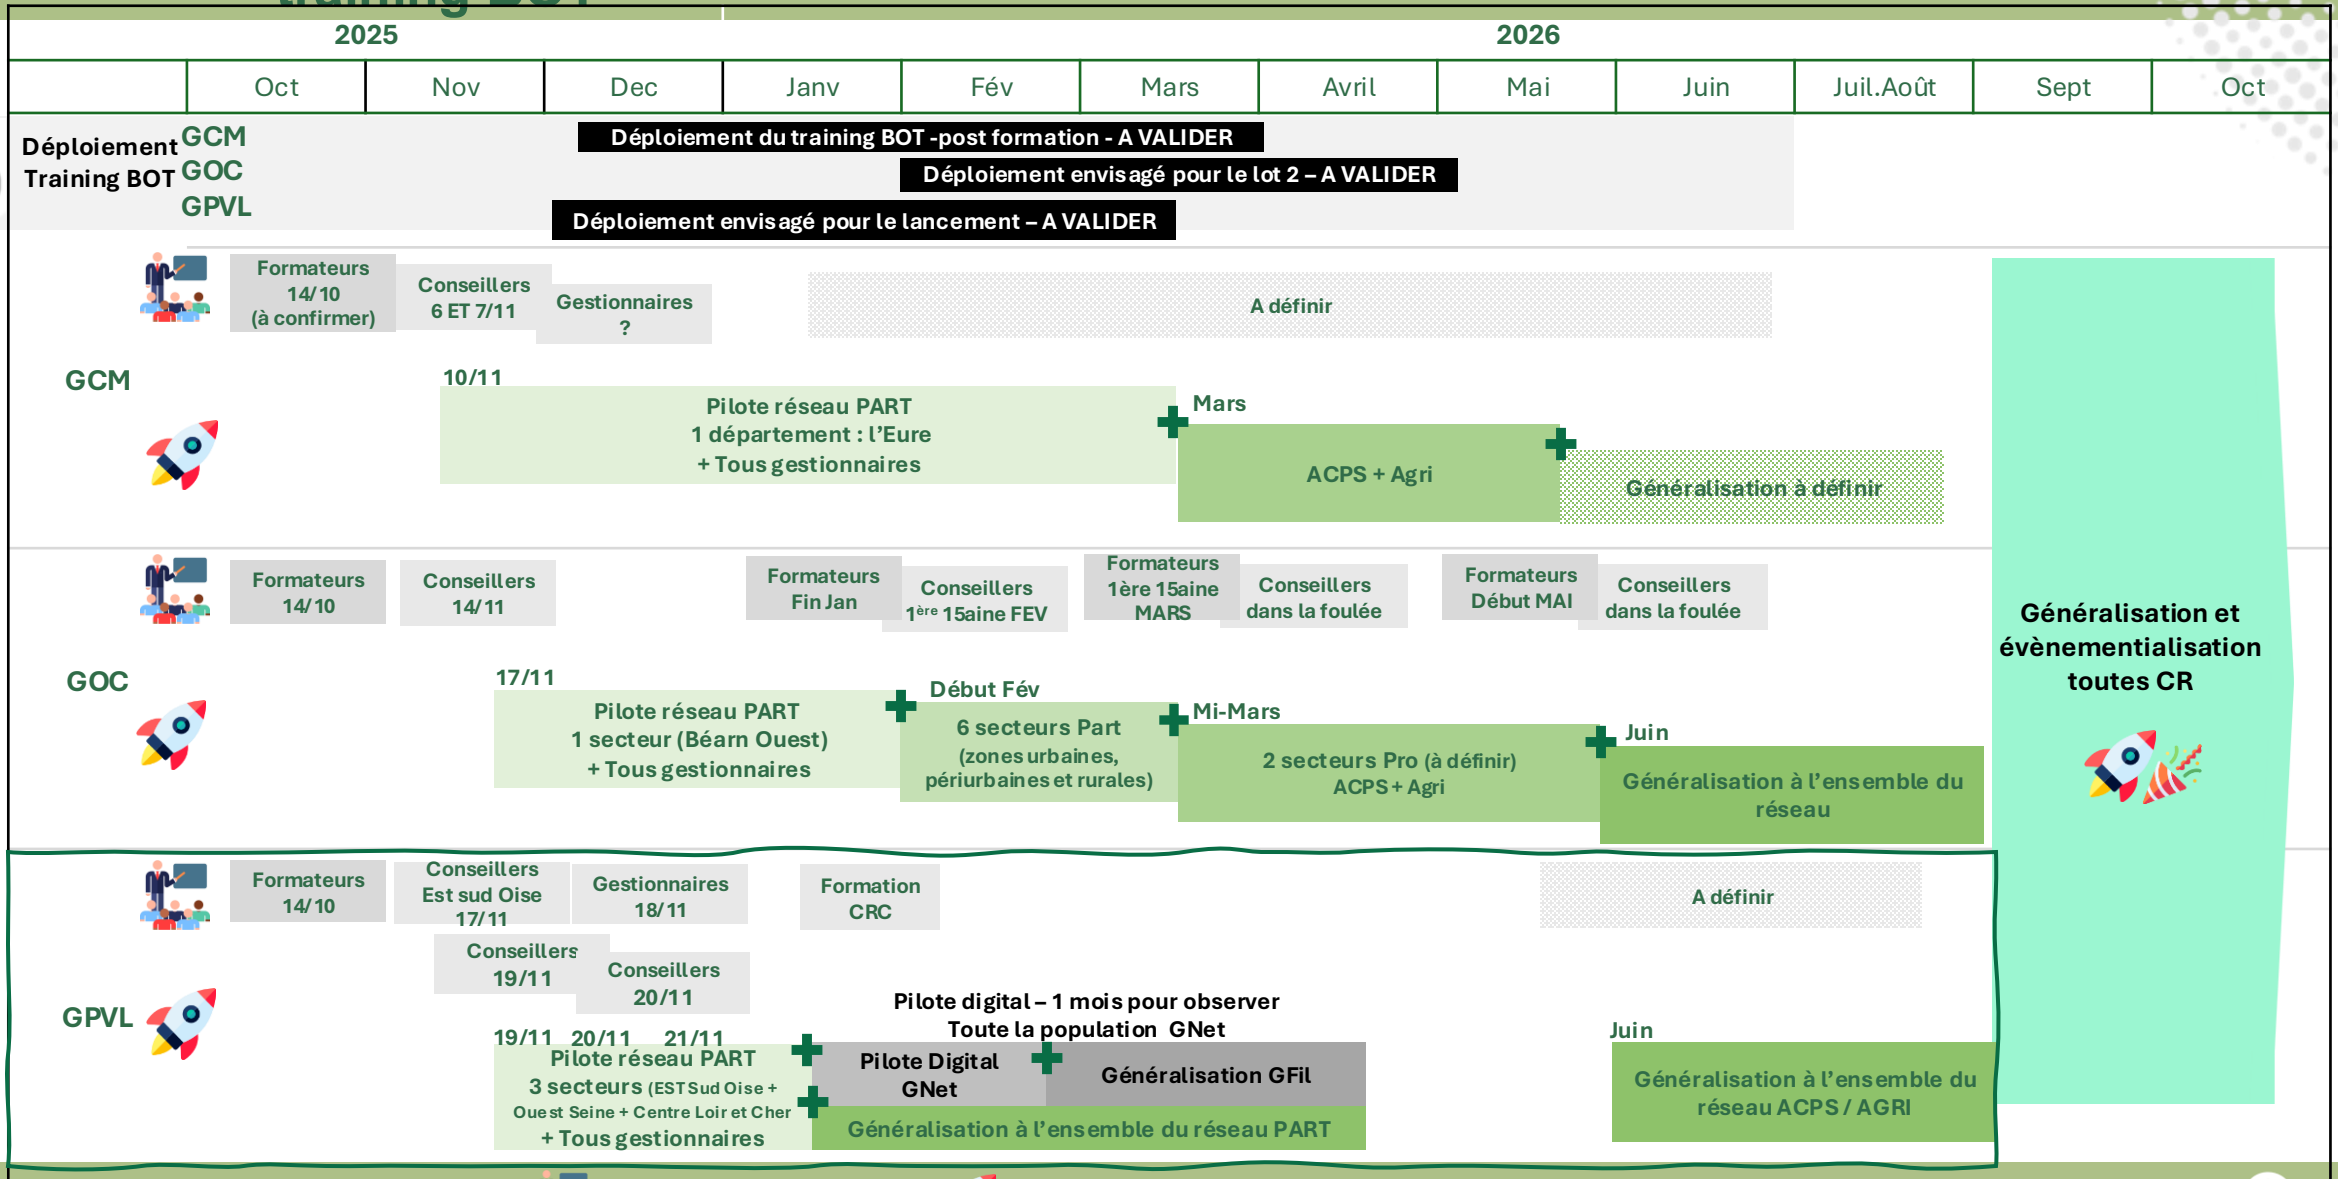 training BOT
2025
2026
Oct
Nov
Dec
Janv
Fév
Mars
Avril
Mai
Juin
Juil.Août
Sept
Oct
Déploiement
Training BOT
GCM
GOC
GPVL
Déploiement du training BOT -post formation - A VALIDER
Déploiement envisagé pour le lot 2 – A VALIDER
Déploiement envisagé pour le lancement – A VALIDER
Formateurs
14/10
(à confirmer)
Conseillers
6 ET 7/11
Gestionnaires
?
A définir
GCM
10/11
Pilote réseau PART
1 département : l’Eure
+ Tous gestionnaires
Mars
ACPS + Agri
Généralisation à définir
Formateurs
14/10
Conseillers
14/11
Formateurs
Fin Jan
Conseillers
1ère 15aine FEV
Formateurs
1ère 15aine
MARS
Conseillers
dans la foulée
Formateurs
Début MAI
Conseillers
dans la foulée
GOC
17/11
Pilote réseau PART
1 secteur (Béarn Ouest)
+ Tous gestionnaires
Début Fév
6 secteurs Part
(zones urbaines,
périurbaines et rurales)
Mi-Mars
2 secteurs Pro (à définir)
ACPS + Agri
Juin
Généralisation à l’ensemble du
réseau
Généralisation et
évènementialisation
toutes CR
Formateurs
14/10
Conseillers
Est sud Oise
17/11
Gestionnaires
18/11
Formation
CRC
A définir
Conseillers
19/11
Conseillers
20/11
GPVL
19/11
20/11
21/11
Pilote réseau PART
3 secteurs (EST Sud Oise +
Ouest Seine + Centre Loir et Cher
+ Tous gestionnaires
Pilote digital – 1 mois pour observer
Toute la population GNet
Pilote Digital
GNet
Généralisation GFil
Généralisation à l’ensemble du réseau PART
Juin
Généralisation à l’ensemble du
réseau ACPS / AGRI